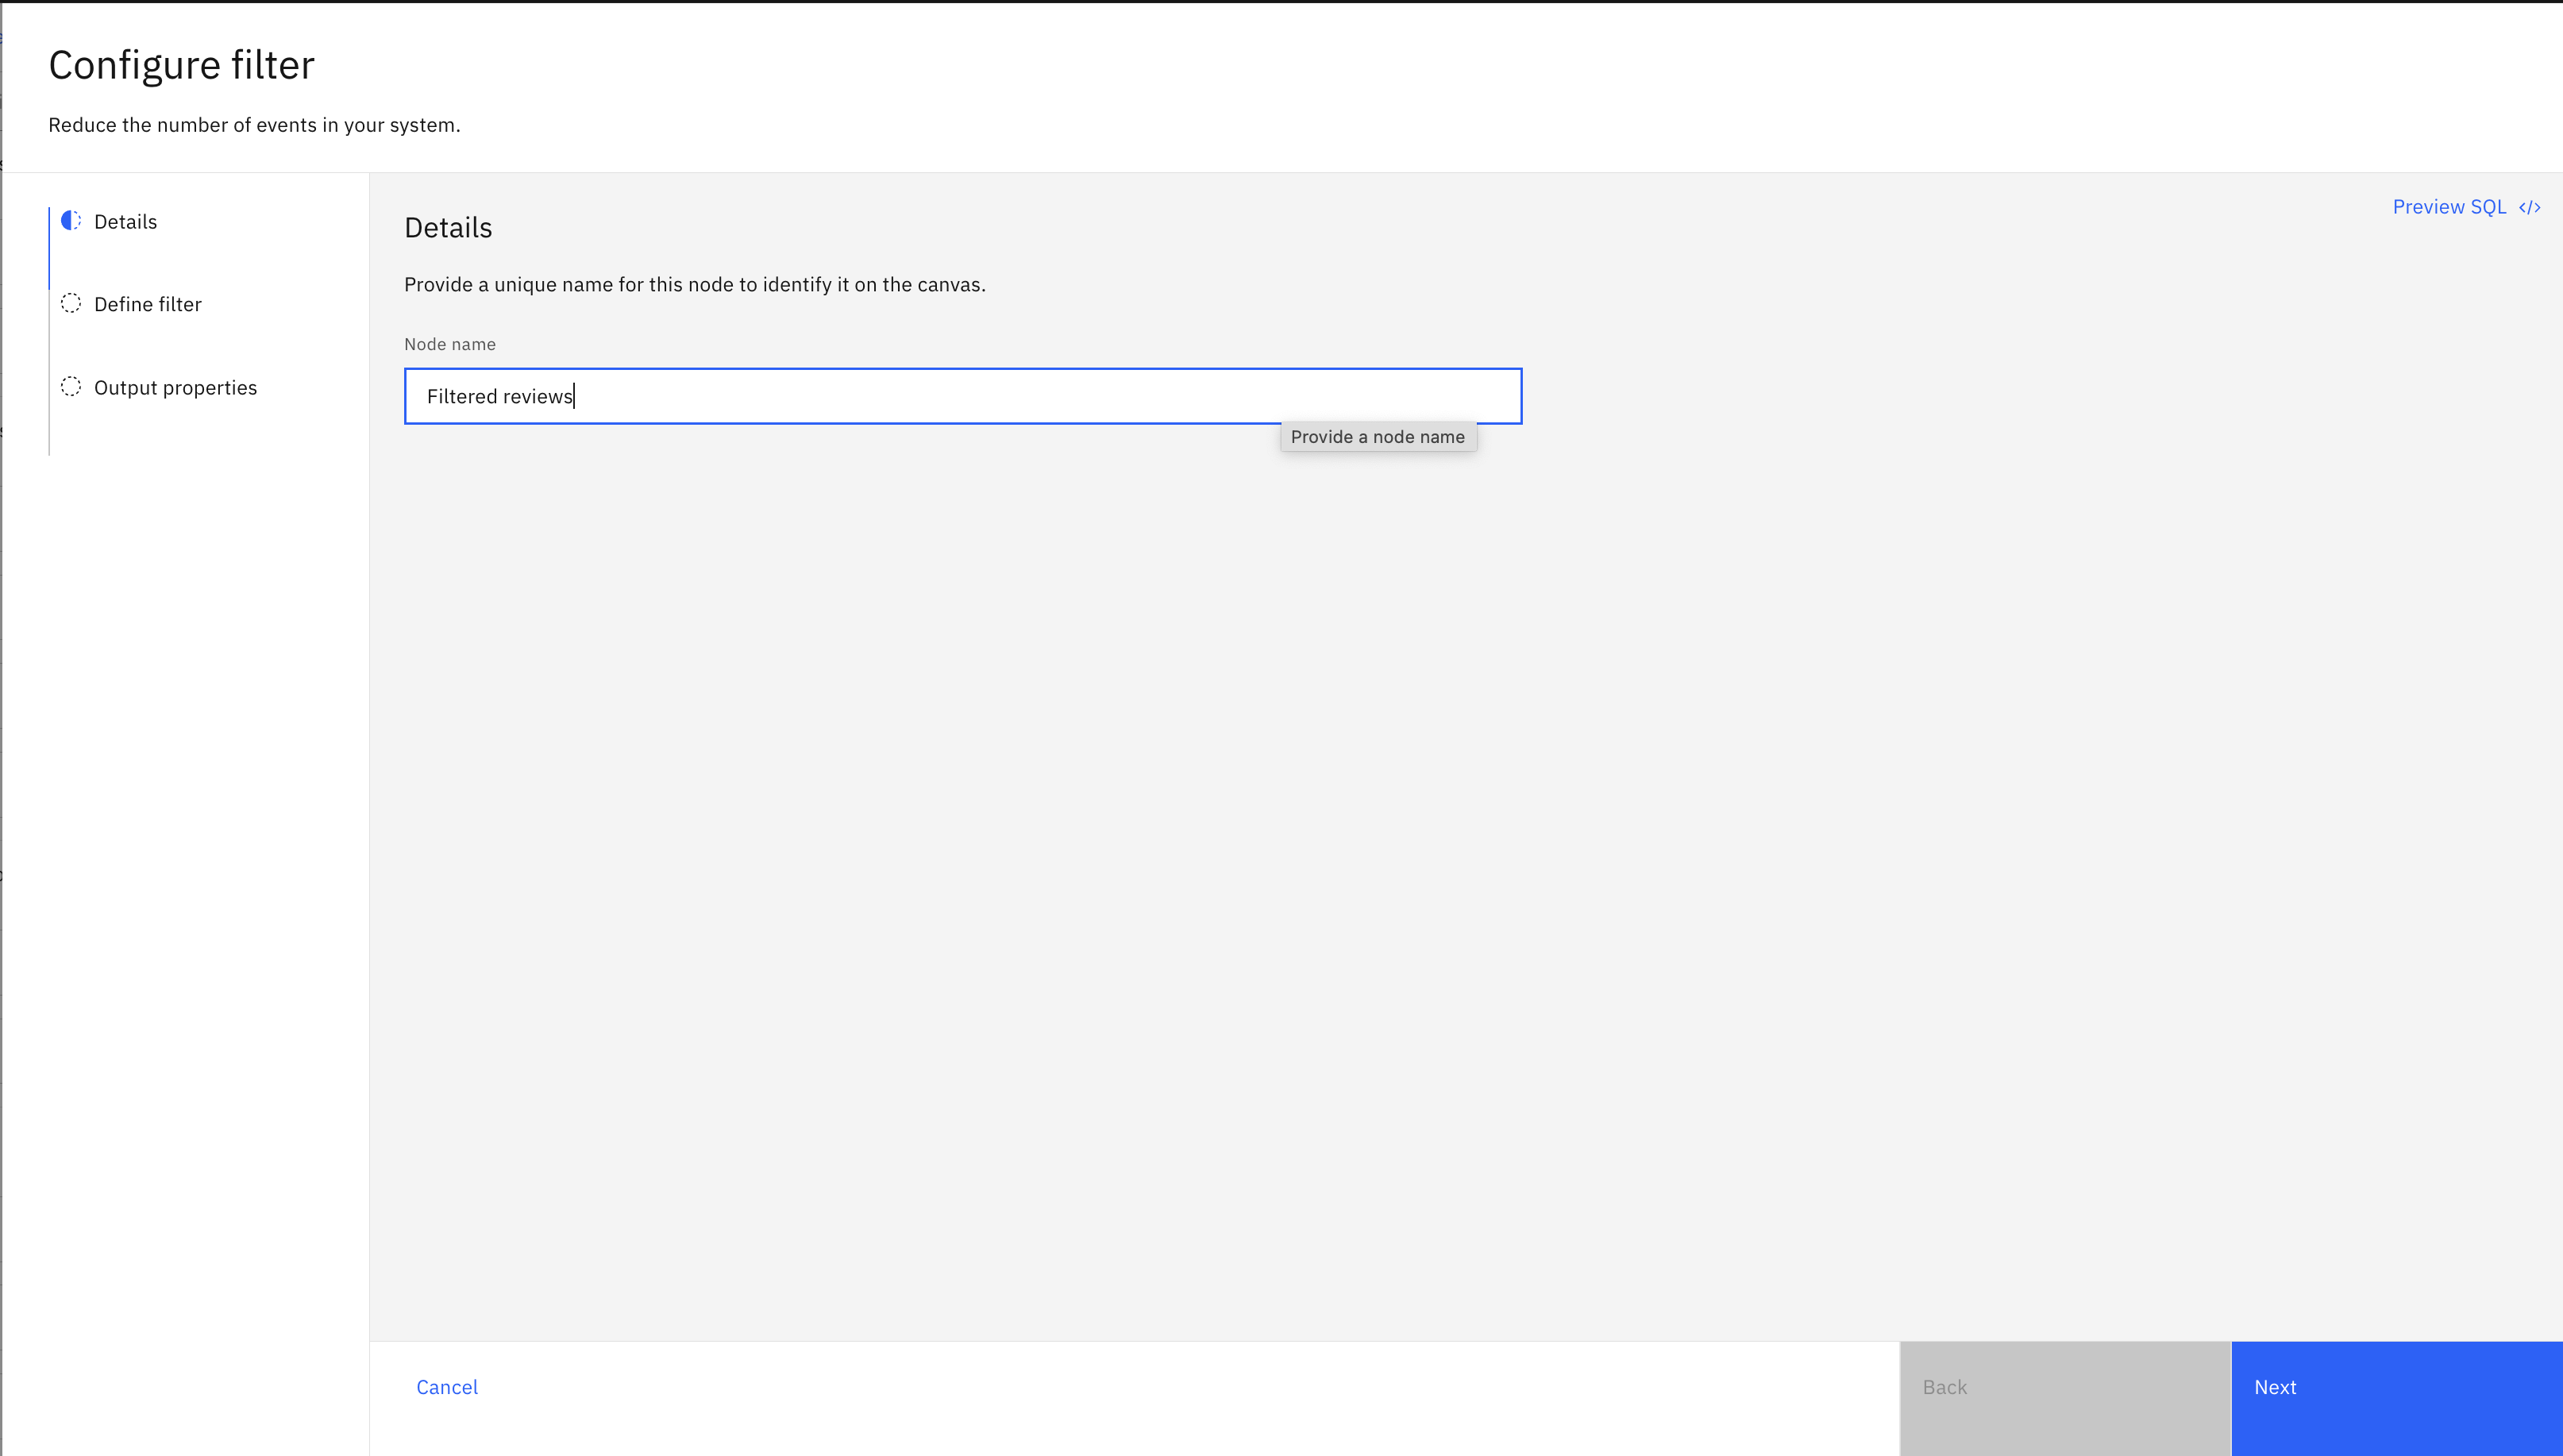 Configure filter
Reduce the number of events in your system.
Details
Define filter
Output properties
Preview SQL </>
Details
Provide a unique name for this node to identify it on the canvas.
Node name
Filtered reviews
Provide a node name
Cancel
Back
Next